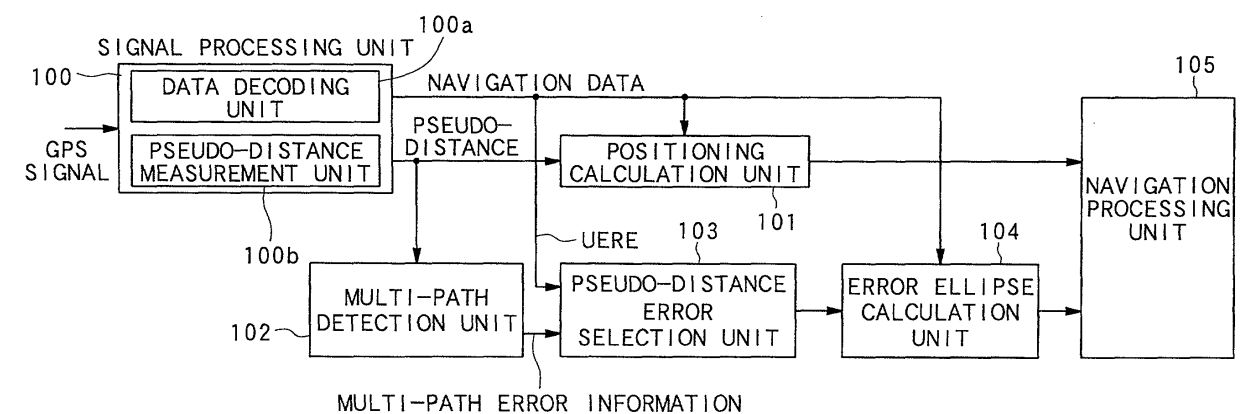 100a
SIGNAL PROCESSING UNIT
100
DATA DECODING
UNIT
NAVIGATION DATA
105
GPS
SIGNAL
PSEUDO-DISTANCE
MEASUREMENT UNIT
PSEUDO-
DISTANCE
POSITIONING
CALCULATION UNIT
101
NAVIGATION
PROCESSING
UNIT
100b
UERE
103
104
MULTI-PATH
DETECTION UNIT
102
PSEUDO-DISTANCE
ERROR
SELECTION UNIT
ERROR ELLIPSE
CALCULATION
UNIT
MULTI-PATH ERROR INFORMATION